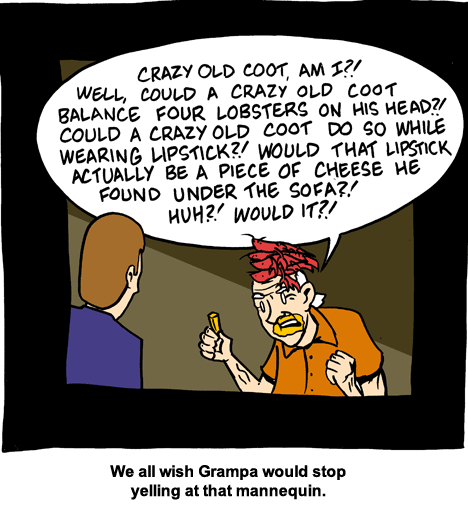 CRAZY OLD COOT, AM I?!
WELL, COULD A CRAZY OLD COOT
BALANCE FOUR LOBSTERS ON HIS HEAD?!
COULD A CRAZY OLD COOT DO SO WHILE
WEARING LIPSTICK?! WOULD THAT LIPSTICK
ACTUALLY BE A PIECE OF CHEESE HE
FOUND UNDER THE SOFA?!
HUH?! WOULD IT?!
We all wish Grampa would stop
yelling at that mannequin.